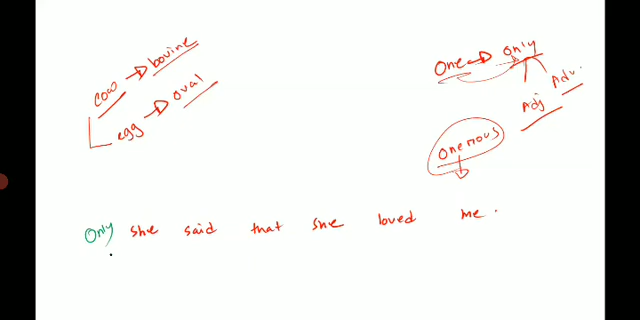 cow → bovine
egg → oval
One → only
Adj Adv.
onerous
Only she said that she loved me.